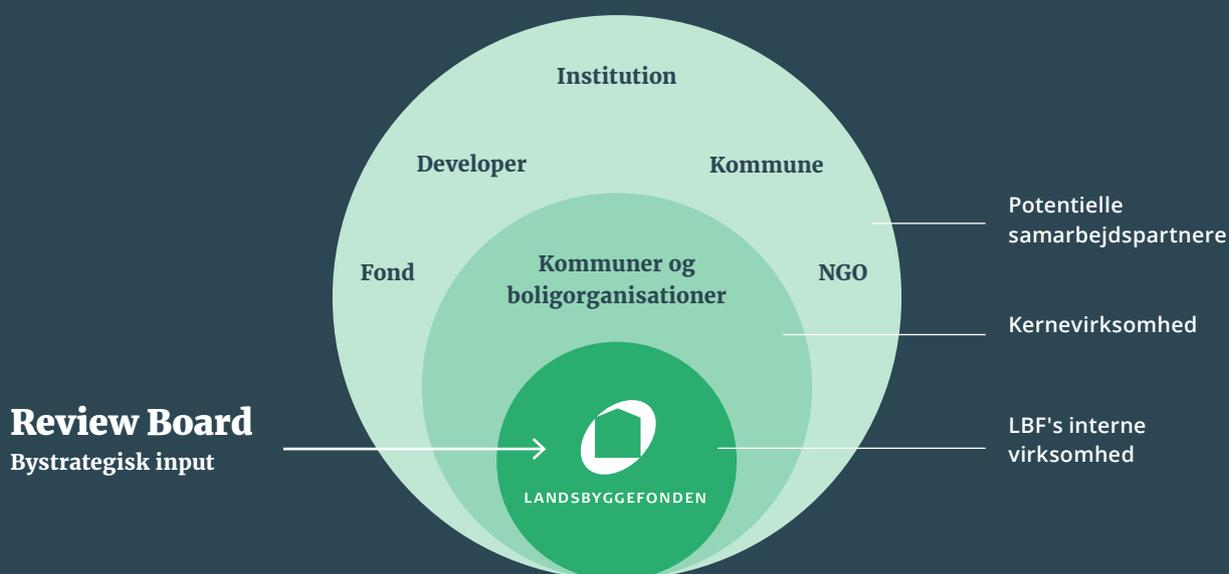 Institution
Developer
Kommune
Potentielle
samarbejdspartnere
Fond
Kommuner og
boligorganisationer
NGO
Kernevirksomhed
Review Board
Bystrategisk input
LBF's interne
virksomhed
LANDSBYGGEFONDEN